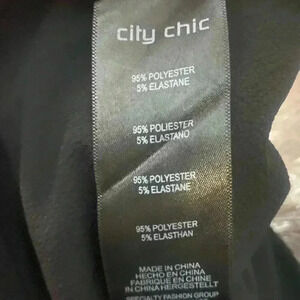 city chic
95% POLYESTER
5% ELASTANE
95% POLIESTER
5% ELASTANO
95% POLYESTER
5% ELASTANE
95% POLYESTER
5% ELASTHAN
MADE IN CHINA
HECHO EN CHINA
FABRIQUE EN CHINE
IN CHINA HERGESTELLT
SPECIALTY FASHION GROUP